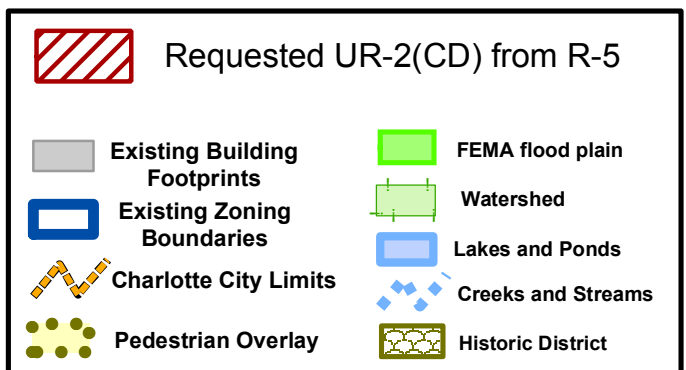 Requested UR-2(CD) from R-5
Existing Building
Footprints
Existing Zoning
Boundaries
Charlotte City Limits
Pedestrian Overlay
FEMA flood plain
Watershed
Lakes and Ponds
Creeks and Streams
Historic District